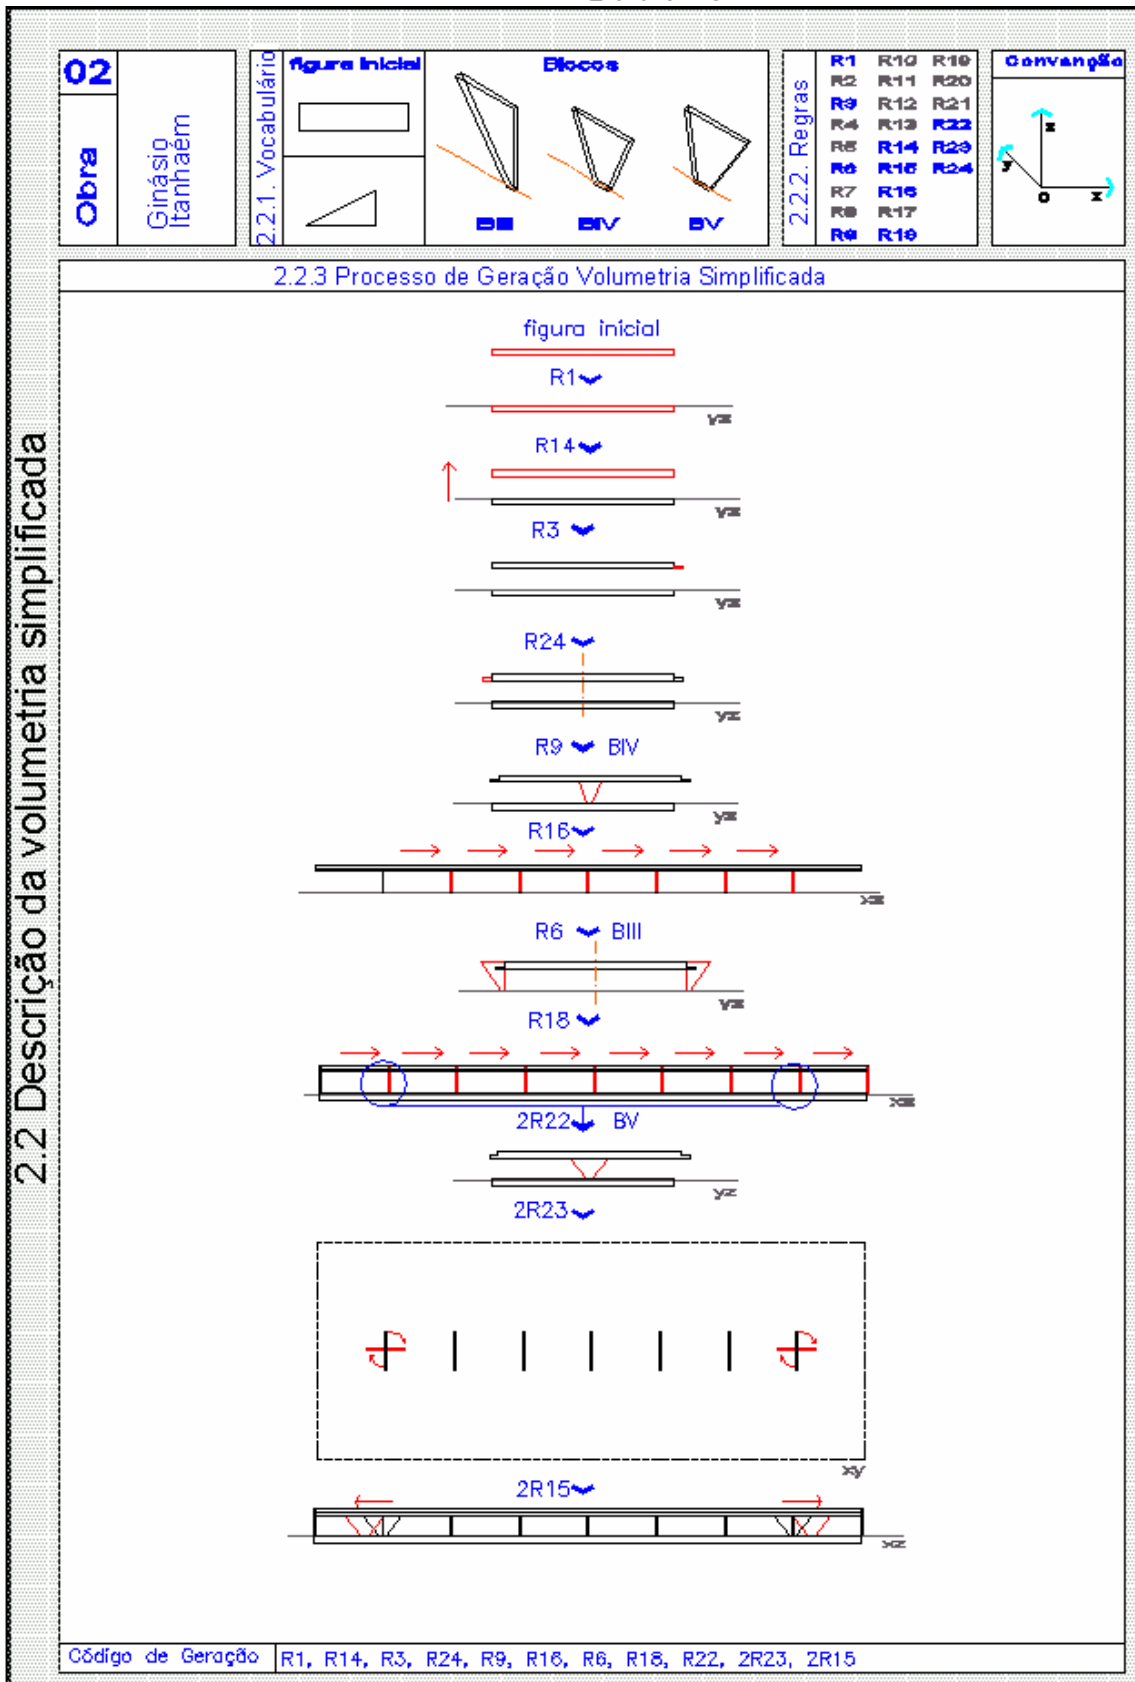 02
Obra
Ginásio
Itanhaém
2.2.1. Vocabulário
figura inicial
Blocos
BIII
BIV
BV
2.2.2. Regras
R1 R10 R19
R2 R11 R20
R3 R12 R21
R4 R13 R22
R5 R14 R23
R6 R15 R24
R7 R16
R8 R17
R9 R18
Convenção
z
y
o
x
2.2 Descrição da volumetria simplificada
2.2.3 Processo de Geração Volumetria Simplificada
figura inicial
R1
yz
R14
yz
R3
yz
R24
yz
R9 BIV
yz
R16
xz
R6 BIII
yz
R18
xz
2R22 BV
yz
2R23
xy
2R15
xz
Código de Geração R1, R14, R3, R24, R9, R16, R6, R18, R22, 2R23, 2R15